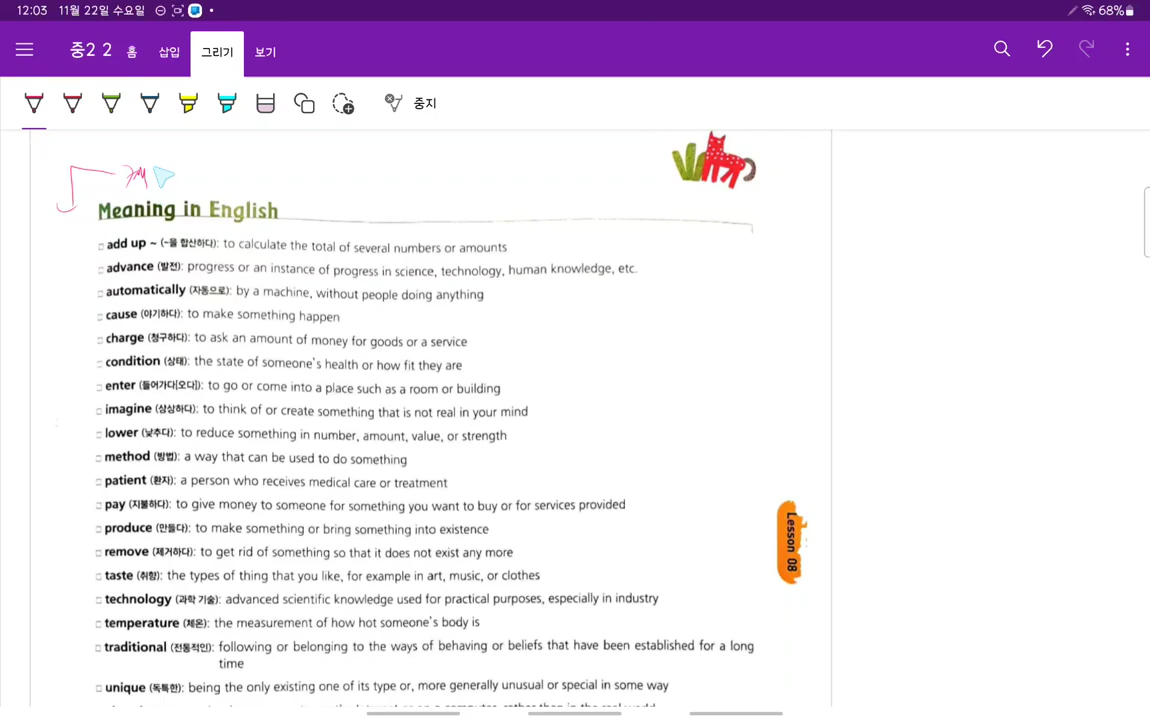 12:03 11월 22일 수요일 68%
중2 2 홈 삽입 그리기 보기
중지
Meaning in English
add up ~ (~을 합산하다): to calculate the total of several numbers or amounts
advance (발전): progress or an instance of progress in science, technology, human knowledge, etc.
automatically (자동으로): by a machine, without people doing anything
cause (야기하다): to make something happen
charge (청구하다): to ask an amount of money for goods or a service
condition (상태): the state of someone's health or how fit they are
enter (들어가다[오다]): to go or come into a place such as a room or building
imagine (상상하다): to think of or create something that is not real in your mind
lower (낮추다): to reduce something in number, amount, value, or strength
method (방법): a way that can be used to do something
patient (환자): a person who receives medical care or treatment
pay (지불하다): to give money to someone for something you want to buy or for services provided
produce (만들다): to make something or bring something into existence
remove (제거하다): to get rid of something so that it does not exist any more
taste (취향): the types of thing that you like, for example in art, music, or clothes
technology (과학 기술): advanced scientific knowledge used for practical purposes, especially in industry
temperature (체온): the measurement of how hot someone's body is
traditional (전통적인): following or belonging to the ways of behaving or beliefs that have been established for a long
time
unique (독특한): being the only existing one of its type or, more generally unusual or special in some way
Lesson 08